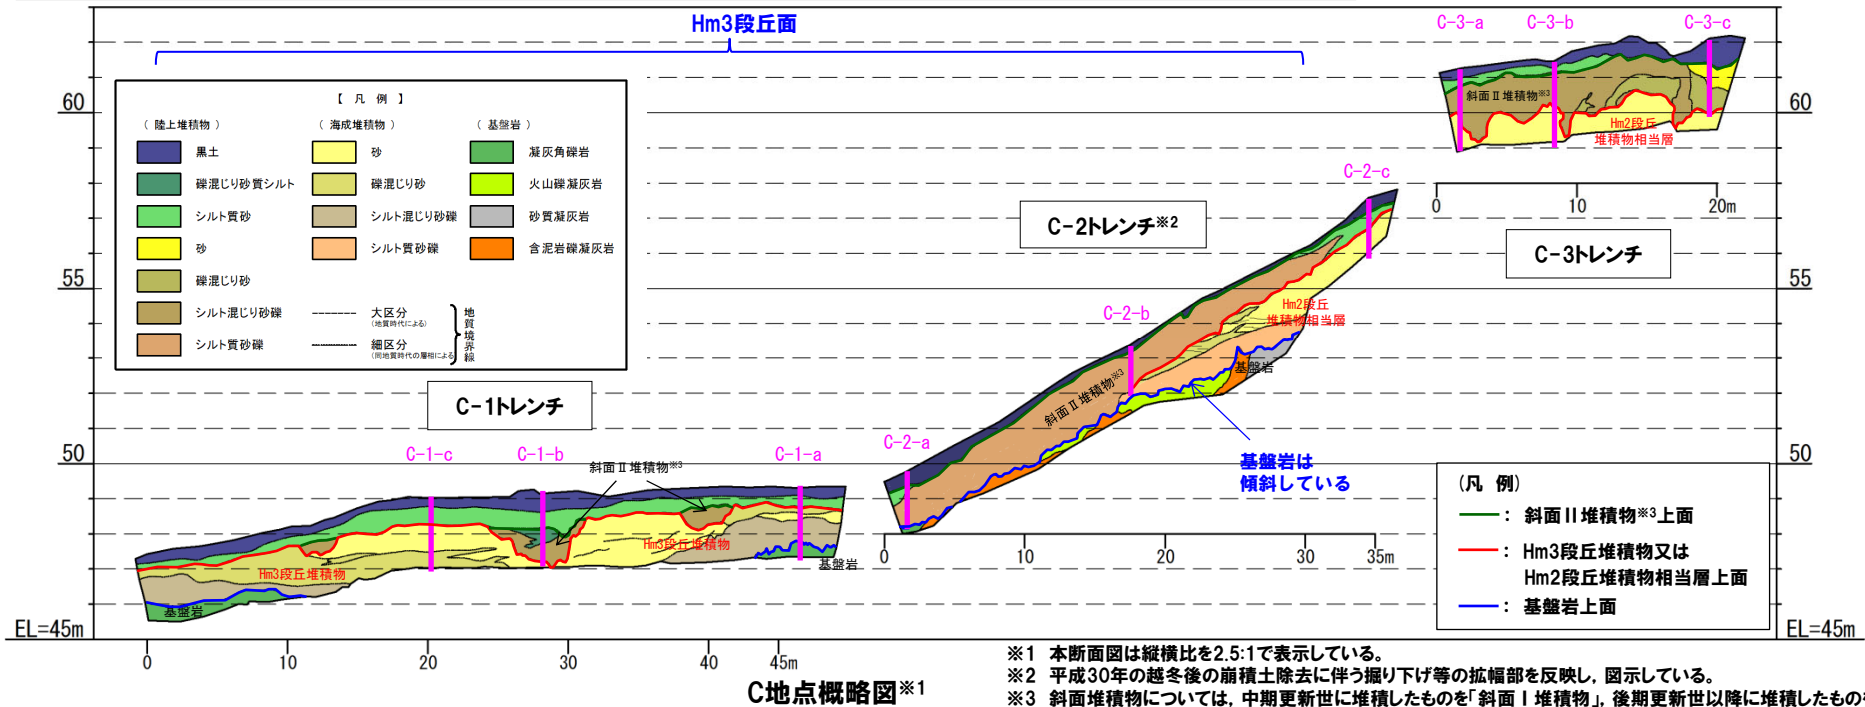 Hm3段丘面
C-3-a
C-3-b
C-3-c
【 凡 例 】
( 陸上堆積物 )
( 海成堆積物 )
( 基盤岩 )
黒土
砂
凝灰角礫岩
礫混じり砂質シルト
礫混じり砂
火山礫凝灰岩
シルト質砂
シルト混じり砂礫
砂質凝灰岩
砂
シルト質砂礫
含泥岩礫凝灰岩
礫混じり砂
シルト混じり砂礫
大区分
(地質時代による)
シルト質砂礫
細区分
(同地質時代の層相による)
地質境界線
60
55
50
EL=45m
60
55
50
EL=45m
斜面Ⅱ堆積物※3
Hm2段丘
堆積物相当層
0
10
20m
C-3トレンチ
C-2トレンチ※2
C-2-c
C-2-b
C-2-a
Hm2段丘
堆積物相当層
斜面Ⅱ堆積物※3
基盤岩
基盤岩は
傾斜している
0
10
20
30
35m
C-1トレンチ
C-1-c
C-1-b
C-1-a
斜面Ⅱ堆積物※3
Hm3段丘堆積物
Hm3段丘堆積物
基盤岩
基盤岩
0
10
20
30
40
45m
(凡 例)
: 斜面Ⅱ堆積物※3上面
: Hm3段丘堆積物又は
Hm2段丘堆積物相当層上面
: 基盤岩上面
C地点概略図※1
※1 本断面図は縦横比を2.5:1で表示している。
※2 平成30年の越冬後の崩積土除去に伴う掘り下げ等の拡幅部を反映し, 図示している。
※3 斜面堆積物については, 中期更新世に堆積したものを「斜面Ⅰ堆積物」, 後期更新世以降に堆積したもの